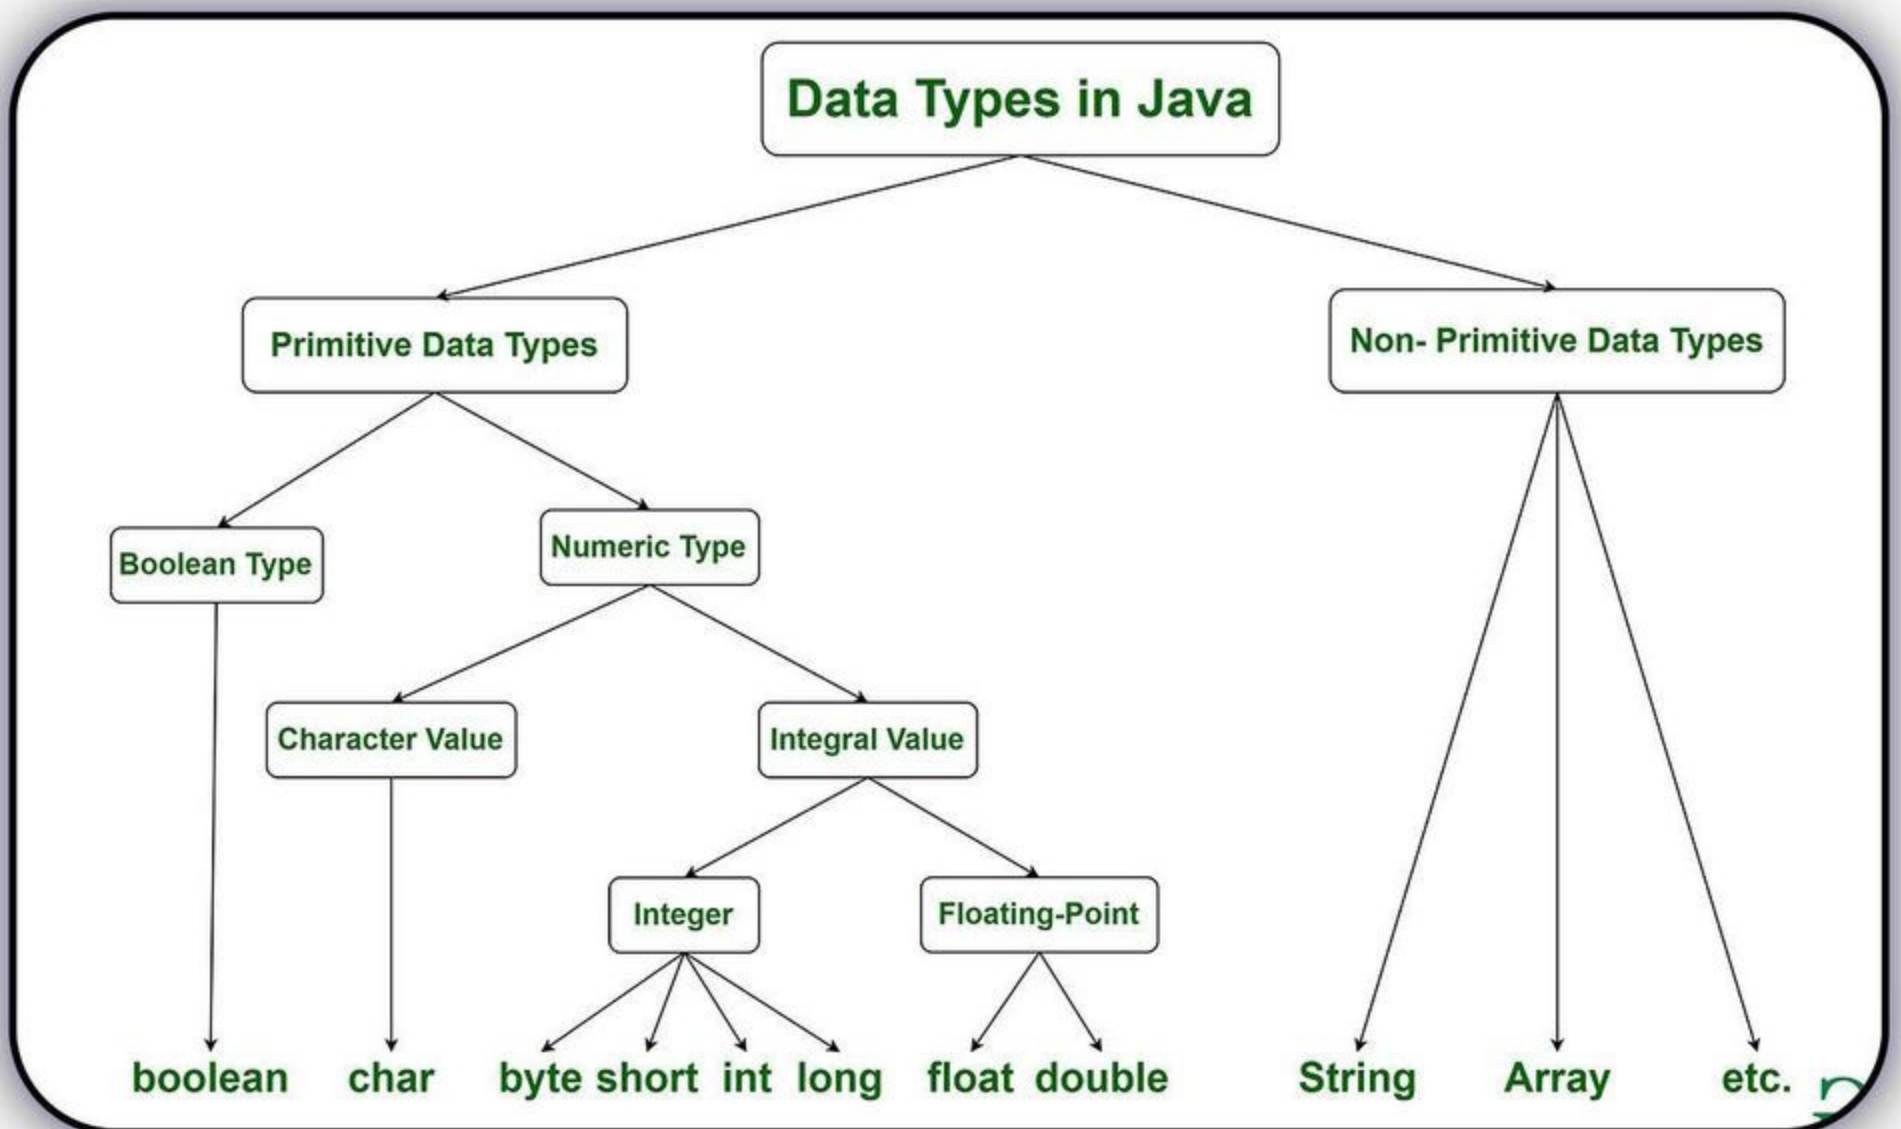 Data Types in Java
Primitive Data Types
Non- Primitive Data Types
Boolean Type
Numeric Type
Character Value
Integral Value
Integer
Floating-Point
boolean char byte short int long float double String Array etc.